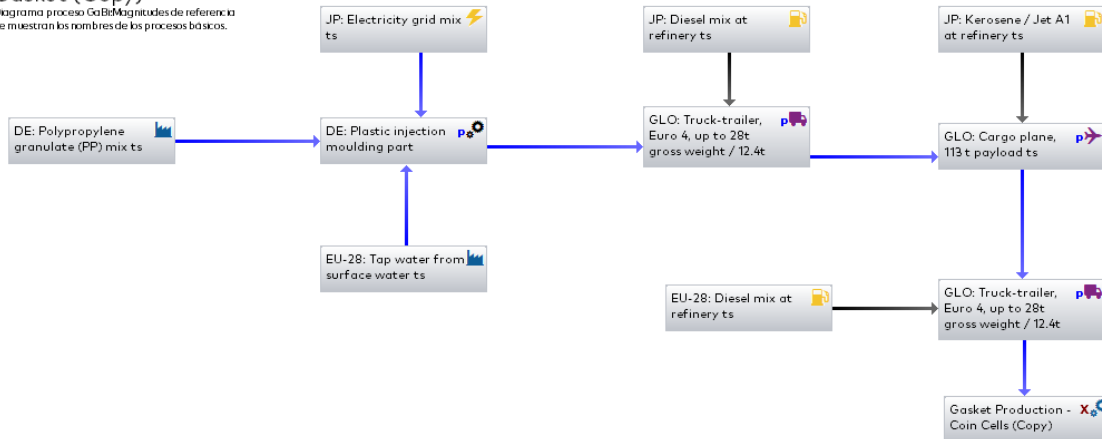 Gasket (Copy)
Diagrama proceso GaBi:Magnitudes de referencia
Se muestran los nombres de los procesos básicos.
JP: Electricity grid mix
ts
JP: Diesel mix at
refinery ts
JP: Kerosene / Jet A1
at refinery ts
DE: Polypropylene
granulate (PP) mix ts
DE: Plastic injection
moulding part
p
GLO: Truck-trailer,
Euro 4, up to 28t
gross weight / 12.4t
p
GLO: Cargo plane,
113 t payload ts
p
EU-28: Tap water from
surface water ts
EU-28: Diesel mix at
refinery ts
GLO: Truck-trailer,
Euro 4, up to 28t
gross weight / 12.4t
p
Gasket Production -
Coin Cells (Copy)
X